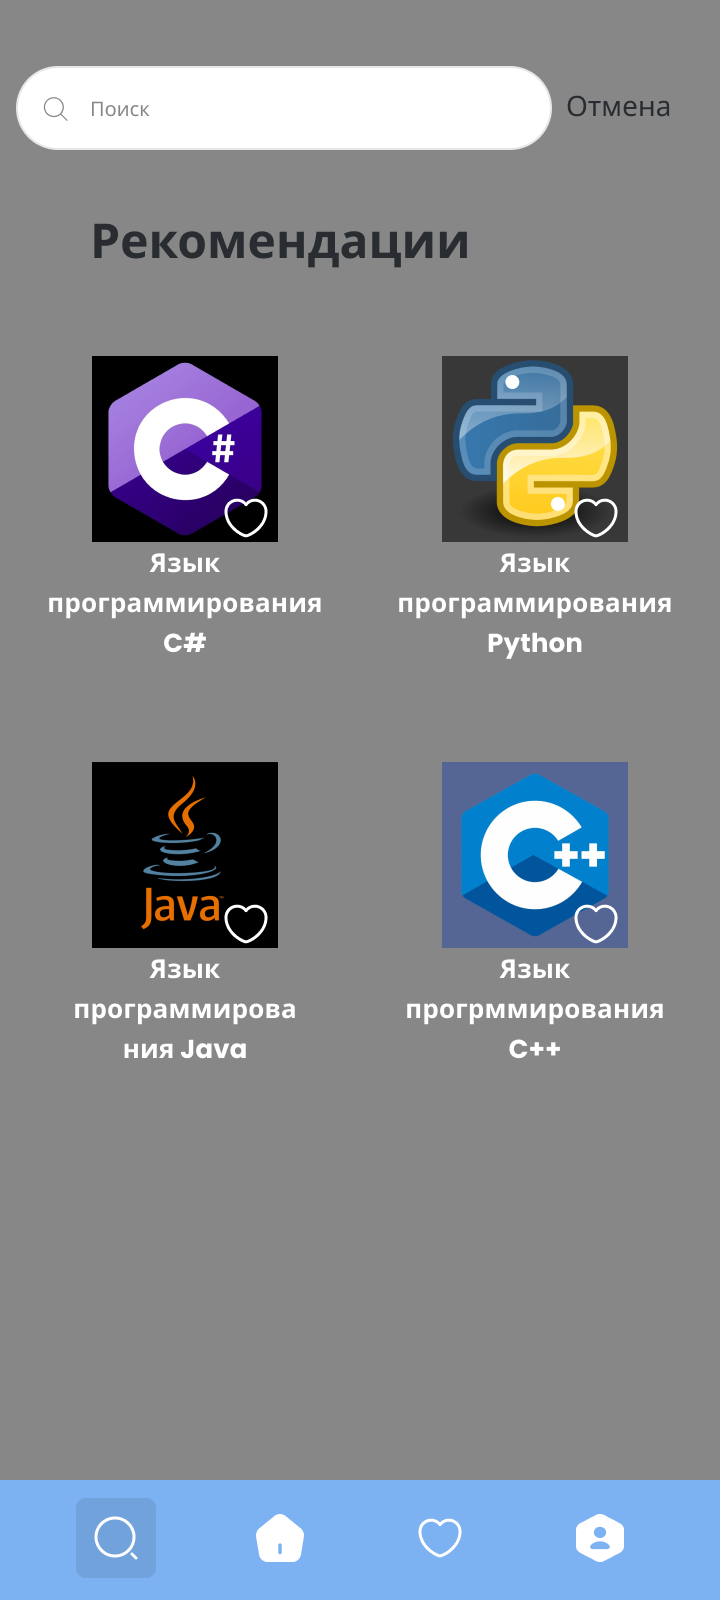 Поиск
Отмена
Рекомендации
C#
Язык
программирования
C#
Язык
программирования
Python
Java
Язык
программирова
ния Java
C++
Язык
прогрммирования
C++